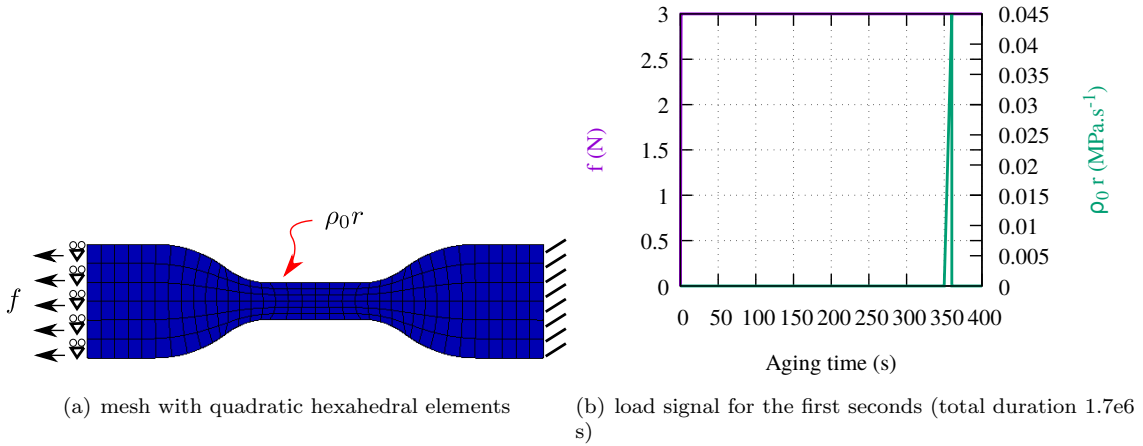 ρ₀r
f
(a) mesh with quadratic hexahedral elements
3
2.5
2
1.5
1
0.5
0
f (N)
0.045
0.04
0.035
0.03
0.025
0.02
0.015
0.01
0.005
0
ρ₀ r (MPa.s⁻¹)
0 50 100 150 200 250 300 350 400
Aging time (s)
(b) load signal for the first seconds (total duration 1.7e6
s)